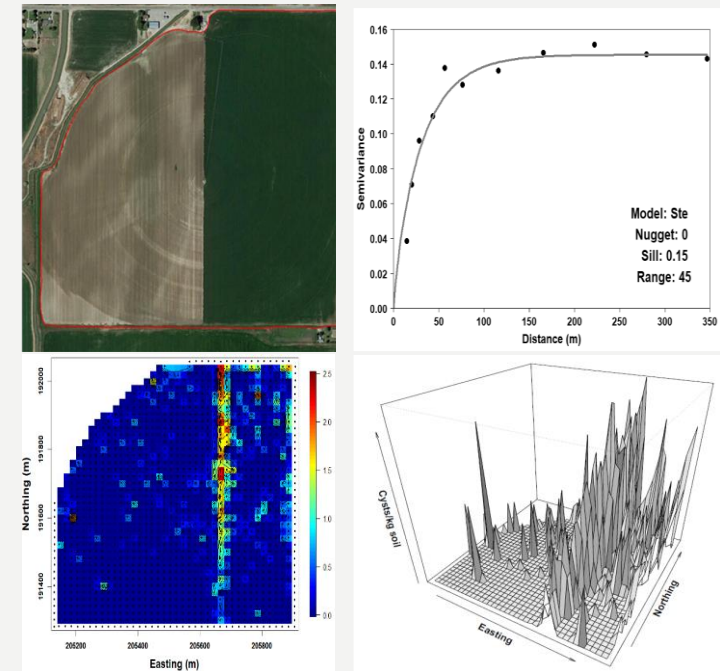 0.16
0.14
0.12
0.10
0.08
0.06
0.04
0.02
0.00
Semivariance
Model: Ste
Nugget: 0
Sill: 0.15
Range: 45
0
50
100
150
200
250
300
350
Distance (m)
Northing (m)
192000
191800
191600
191400
2.5
2.0
1.5
1.0
0.5
0.0
205200
205400
205600
205800
Easting (m)
Cysts/kg soil
Easting
Northing